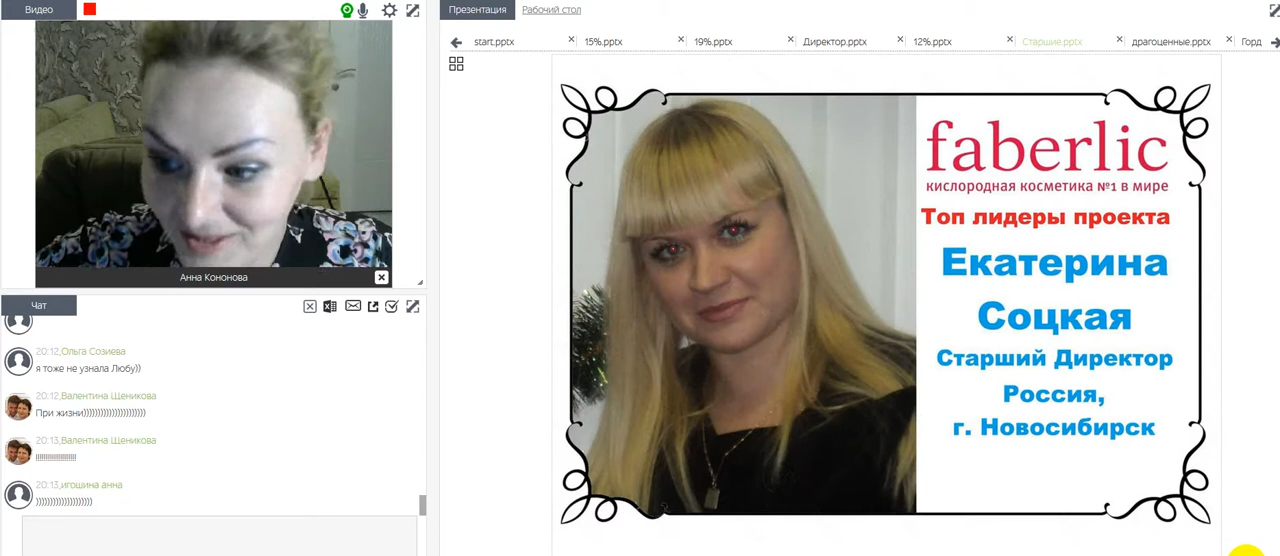 Видео
Анна Кононова
Чат
20:12,Ольга Созиева
я тоже не узнала Любу))
20:12,Валентина Щеникова
При жизни))))))))))))))))))))))
20:13,Валентина Щеникова
!!!!!!!!!!!!!!!!!!!!!
20:13,игошина анна
))))))))))))))))))))
Презентация Рабочий стол
start.pptx 15%.pptx 19%.pptx Директор.pptx 12%.pptx Старшие.pptx драгоценные.pptx Горд
faberlic
кислородная косметика №1 в мире
Топ лидеры проекта
Екатерина
Соцкая
Старший Директор
Россия,
г. Новосибирск